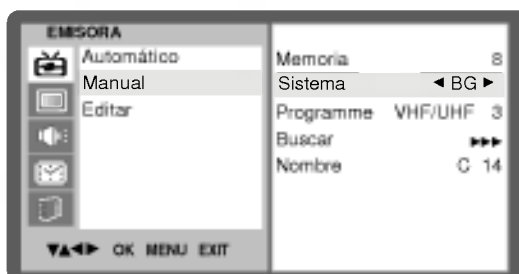 EMISORA
Automático
Manual
Editar
Memoria 8
Sistema ◄ BG ►
Programme VHF/UHF 3
Buscar ►►►
Nombre C 14
▼▲◄► OK MENU EXIT